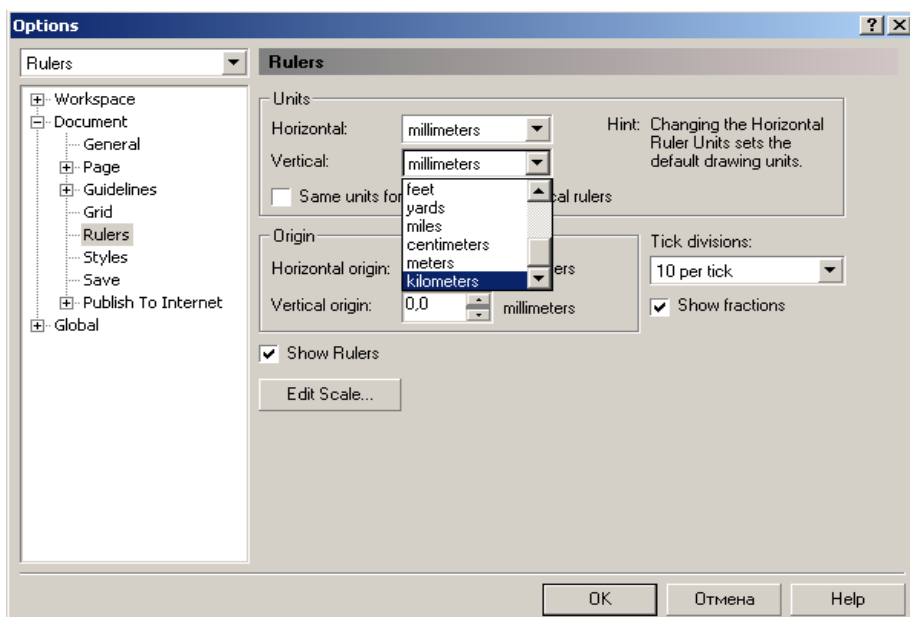 Options
Rulers
Workspace
Document
General
Page
Guidelines
Grid
Rulers
Styles
Save
Publish To Internet
Global
Rulers
Units
Horizontal: millimeters
Vertical: millimeters
Hint: Changing the Horizontal
Ruler Units sets the
default drawing units.
Same units for
rulers
feet
yards
miles
centimeters
meters
kilometers
Origin
Horizontal origin:
Vertical origin: 0,0 millimeters
Tick divisions:
10 per tick
Show fractions
Show Rulers
Edit Scale...
OK Отмена Help